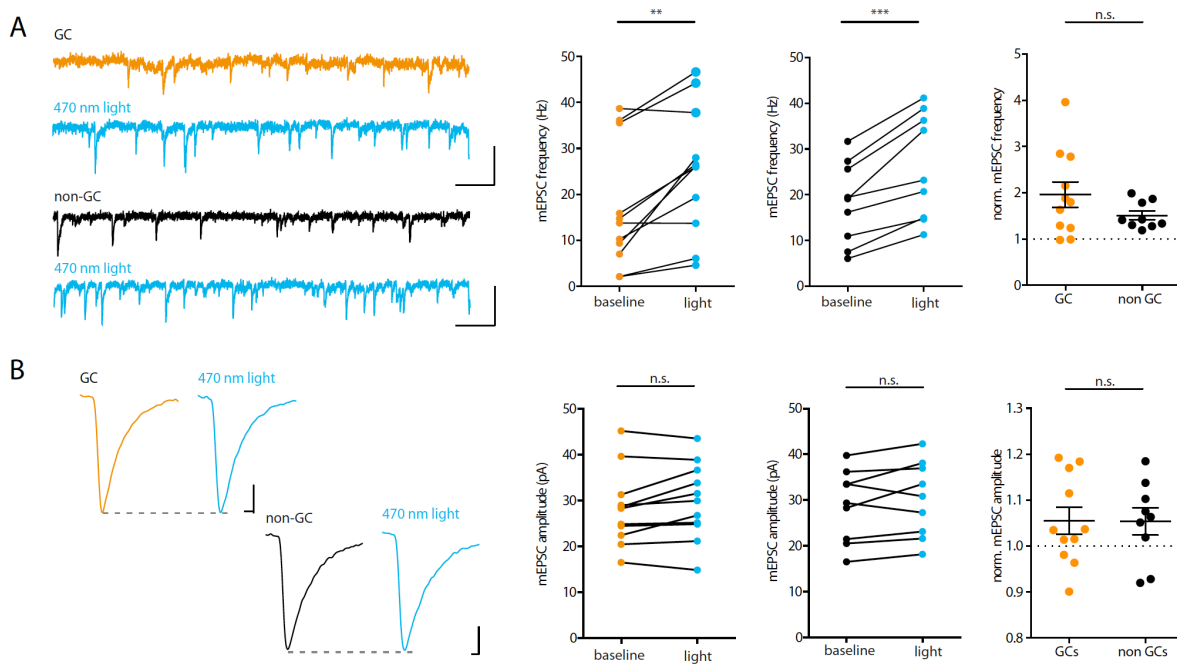 A
GC
470 nm light
non-GC
470 nm light
**
mEPSC frequency (Hz)
50
40
30
20
10
0
baseline
light
***
mEPSC frequency (Hz)
50
40
30
20
10
0
baseline
light
n.s.
norm. mEPSC frequency
5
4
3
2
1
0
GC
non GC
B
GC
470 nm light
non-GC
470 nm light
n.s.
mEPSC amplitude (pA)
50
40
30
20
10
0
baseline
light
n.s.
mEPSC amplitude (pA)
50
40
30
20
10
0
baseline
light
n.s.
norm. mEPSC amplitude
1.3
1.2
1.1
1.0
0.9
0.8
GCs
non GCs